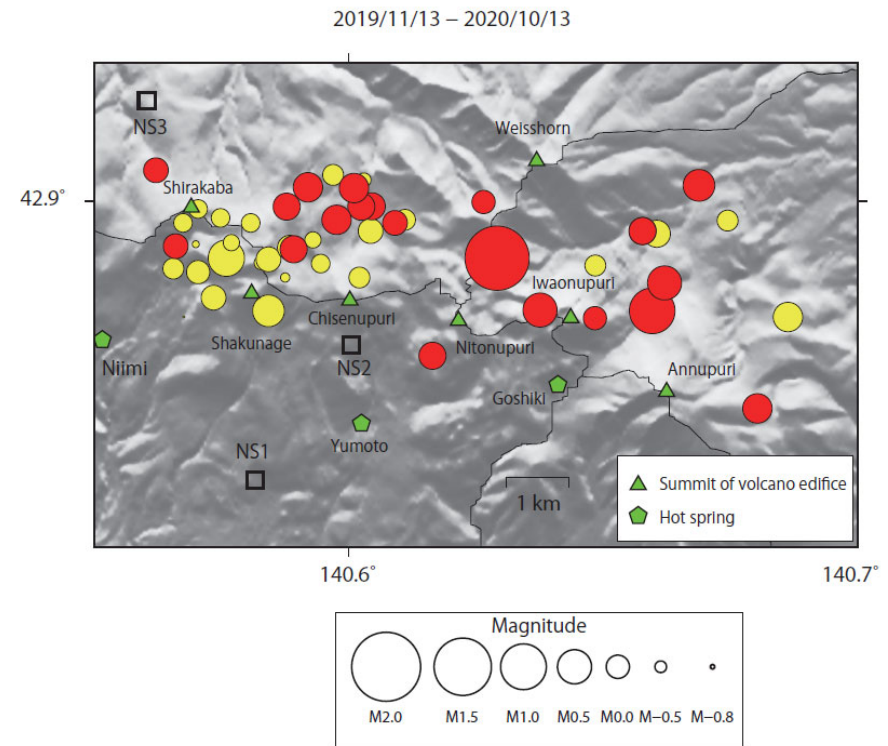 2019/11/13 – 2020/10/13
NS3
Weisshorn
42.9°
Shirakaba
Iwaonupuri
Chisenupuri
Shakunage
Nitonupuri
Niimi
NS2
Annupuri
Goshiki
Yumoto
NS1
Summit of volcano edifice
1 km
Hot spring
140.6°
140.7°
Magnitude
M2.0 M1.5 M1.0 M0.5 M0.0 M−0.5 M−0.8